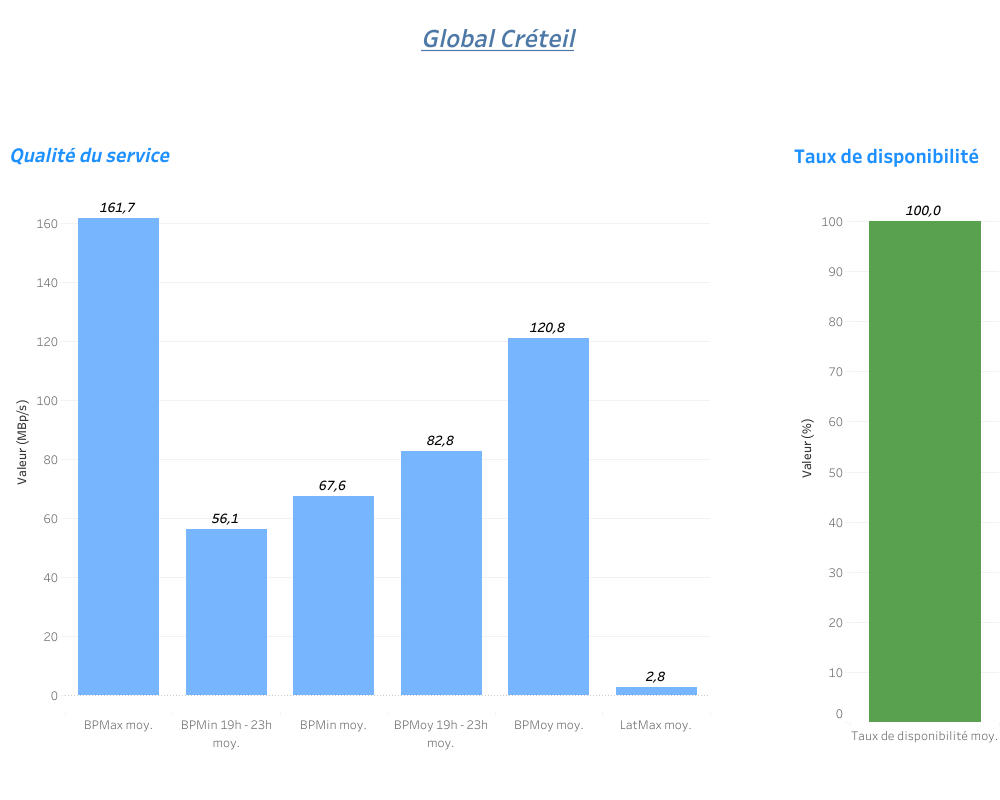 Global Créteil
Qualité du service
Taux de disponibilité
Valeur (MBp/s)
160
140
120
100
80
60
40
20
0
161,7
56,1
67,6
82,8
120,8
2,8
BPMax moy.
BPMin 19h - 23h
moy.
BPMin moy.
BPMoy 19h - 23h
moy.
BPMoy moy.
LatMax moy.
Valeur (%)
100
90
80
70
60
50
40
30
20
10
0
100,0
Taux de disponibilité moy.